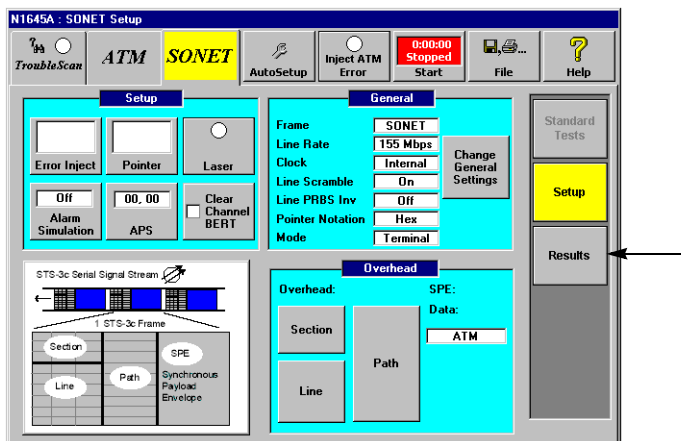 N1645A : SONET Setup
TroubleScan
ATM
SONET
AutoSetup
Inject ATM
Error
0:00:00
Stopped
Start
File
?
Help
Setup
Error Inject
Pointer
Laser
Off
Alarm
Simulation
00, 00
APS
Clear
Channel
BERT
General
Frame SONET
Line Rate 155 Mbps
Clock Internal
Line Scramble On
Line PRBS Inv Off
Pointer Notation Hex
Mode Terminal
Change
General
Settings
Standard
Tests
Setup
Results
STS-3c Serial Signal Stream
1 STS-3c Frame
Section
Line
Path
SPE
Synchronous
Payload
Envelope
Overhead
Overhead:
Section
Line
Path
SPE:
Data:
ATM